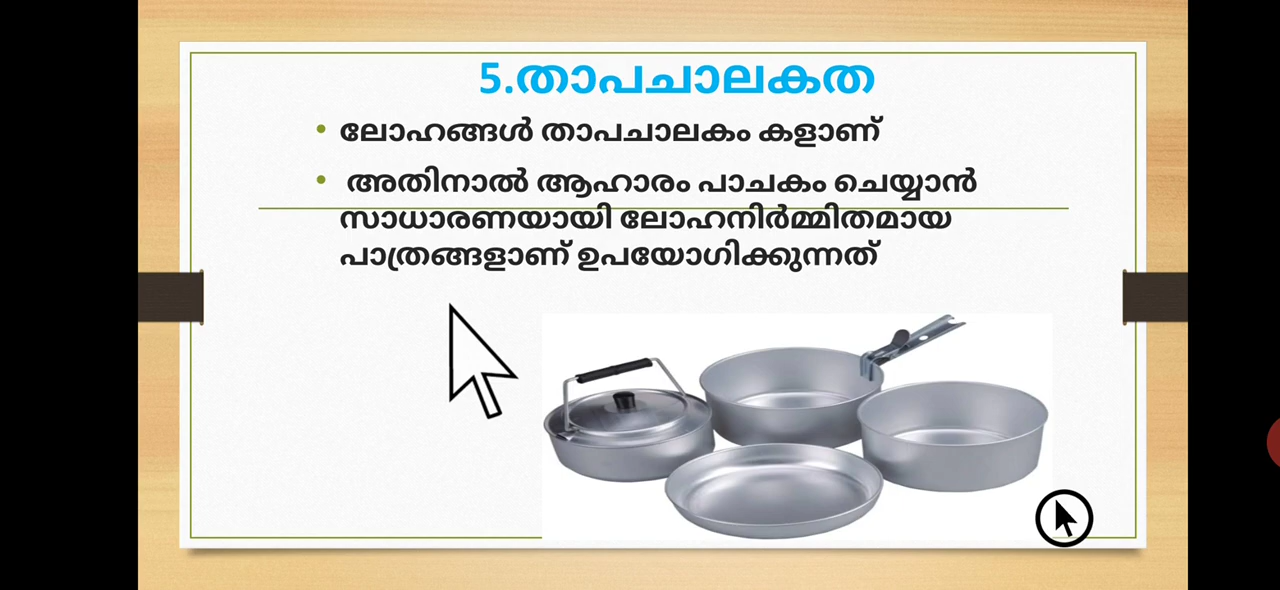 5.താപചാലകത
• ലോഹങ്ങൾ താപചാലകം കളാണ്
• അതിനാൽ ആഹാരം പാചകം ചെയ്യാൻ
സാധാരണയായി ലോഹനിർമ്മിതമായ
പാത്രങ്ങളാണ് ഉപയോഗിക്കുന്നത്